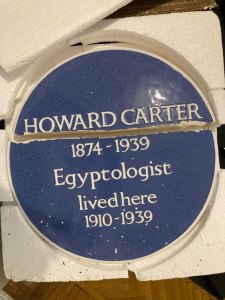 HOWARD CARTER
1874-1939
Egyptologist
lived here
1910-1939